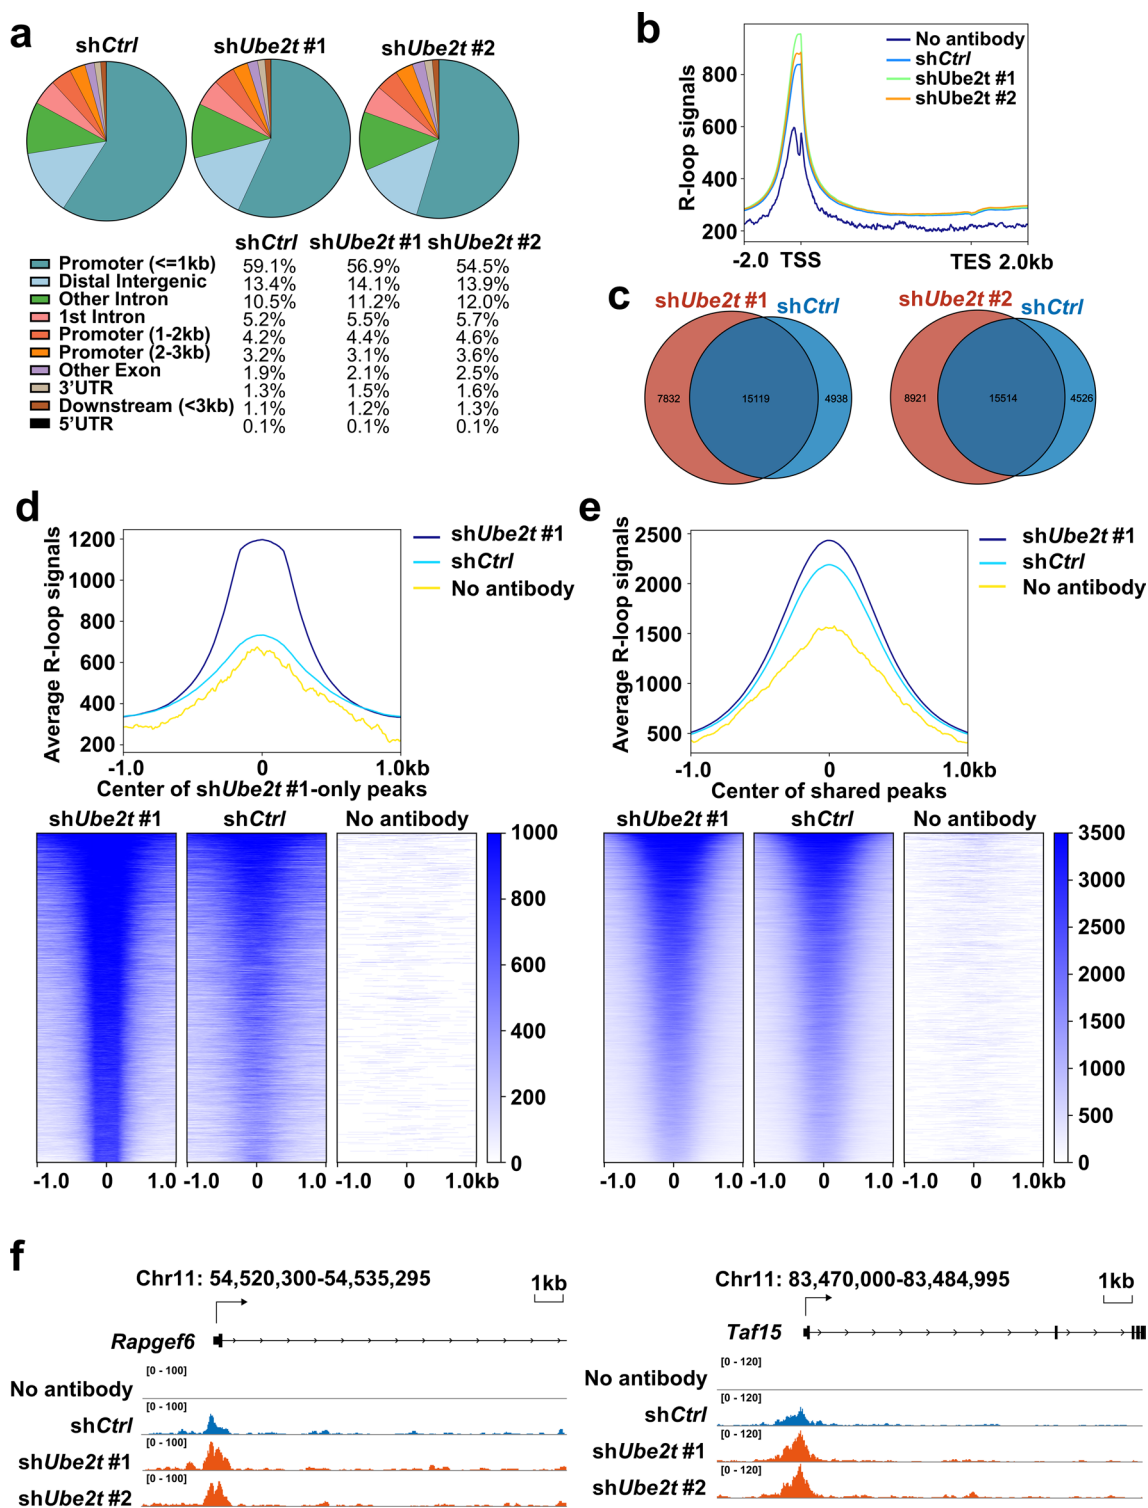 a
shCtrl
shUbe2t #1
shUbe2t #2
shCtrl shUbe2t #1 shUbe2t #2
Promoter (<=1kb) 59.1% 56.9% 54.5%
Distal Intergenic 13.4% 14.1% 13.9%
Other Intron 10.5% 11.2% 12.0%
1st Intron 5.2% 5.5% 5.7%
Promoter (1-2kb) 4.2% 4.4% 4.6%
Promoter (2-3kb) 3.2% 3.1% 3.6%
Other Exon 1.9% 2.1% 2.5%
3'UTR 1.3% 1.5% 1.6%
Downstream (<3kb) 1.1% 1.2% 1.3%
5'UTR 0.1% 0.1% 0.1%
b
R-loop signals
800
600
400
200
-2.0 TSS TES 2.0kb
No antibody
shCtrl
shUbe2t #1
shUbe2t #2
c
shUbe2t #1 shCtrl
7832 15119 4938
shUbe2t #2 shCtrl
8921 15514 4526
d
Average R-loop signals
1200
1000
800
600
400
200
-1.0 0 1.0kb
Center of shUbe2t #1-only peaks
shUbe2t #1
shCtrl
No antibody
shUbe2t #1 shCtrl No antibody
1000
800
600
400
200
0
-1.0 0 1.0 -1.0 0 1.0 -1.0 0 1.0kb
e
Average R-loop signals
2500
2000
1500
1000
500
-1.0 0 1.0kb
Center of shared peaks
shUbe2t #1
shCtrl
No antibody
shUbe2t #1 shCtrl No antibody
3500
3000
2500
2000
1500
1000
500
0
-1.0 0 1.0 -1.0 0 1.0 -1.0 0 1.0kb
f
Chr11: 54,520,300-54,535,295 1kb
Rapgef6
[0 - 100]
No antibody
[0 - 100]
shCtrl
[0 - 100]
shUbe2t #1
[0 - 100]
shUbe2t #2
Chr11: 83,470,000-83,484,995 1kb
Taf15
[0 - 120]
No antibody
[0 -120]
shCtrl
[0 -120]
shUbe2t #1
[0 -120]
shUbe2t #2